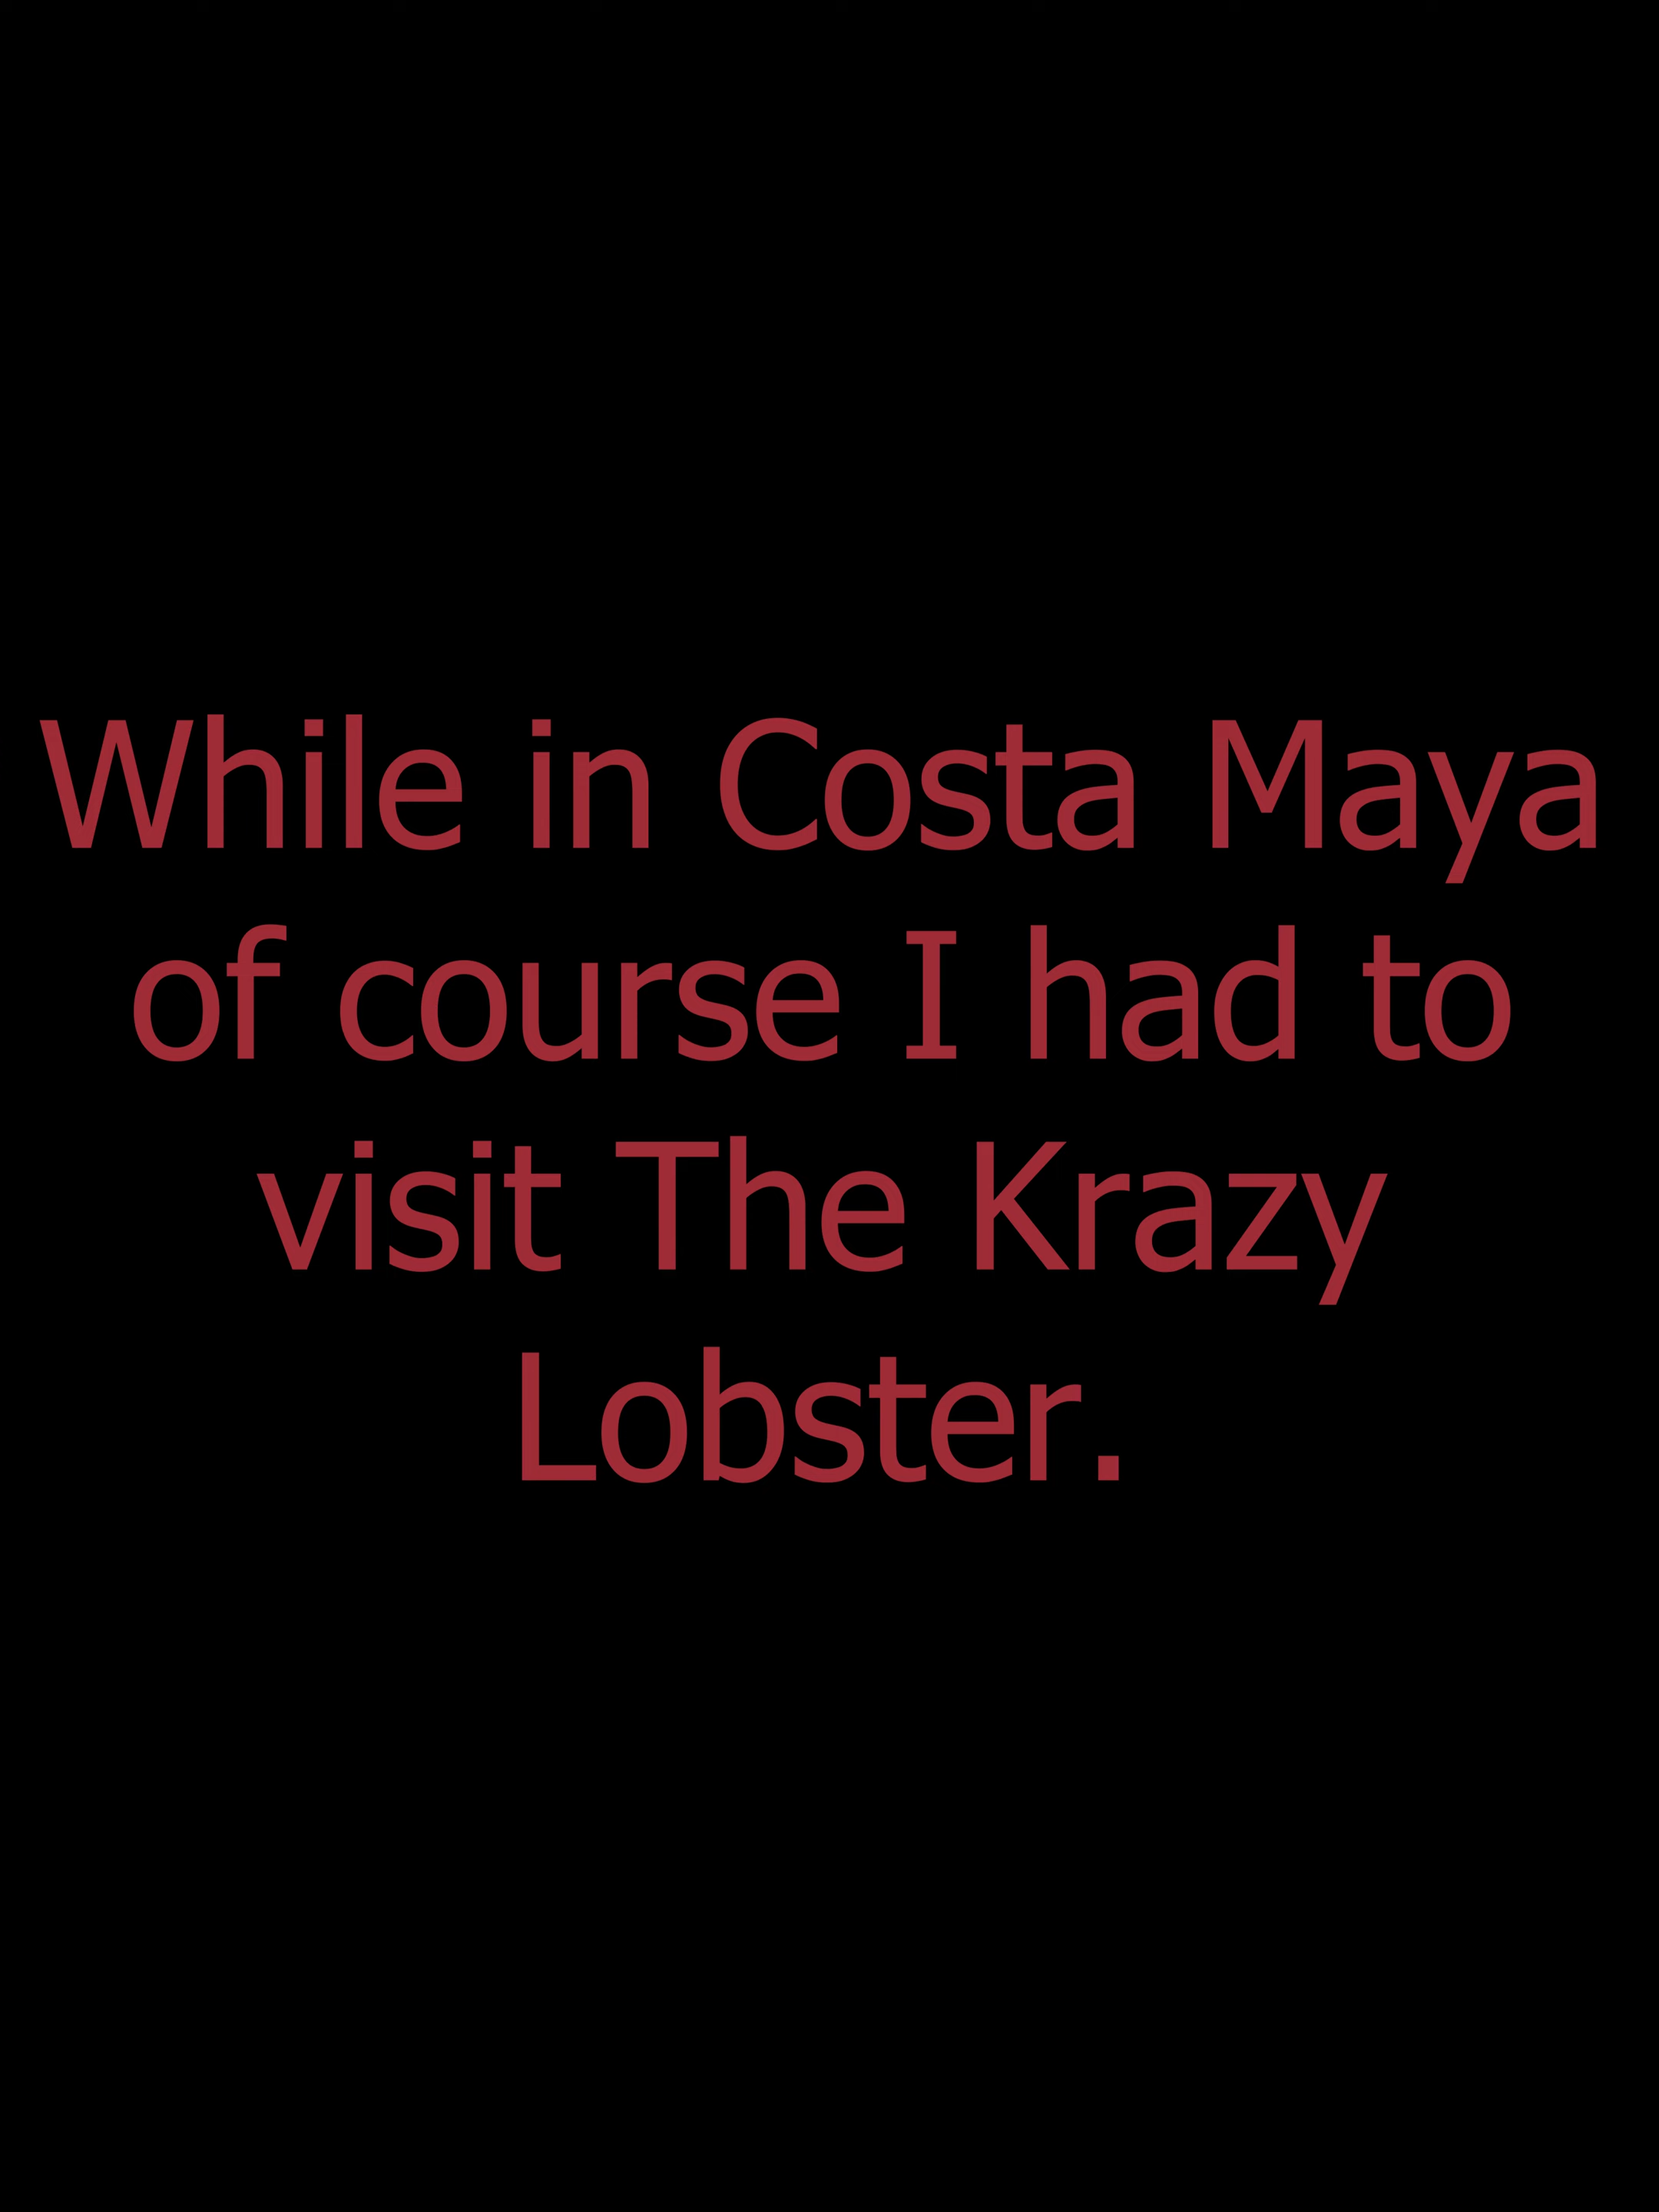 While in Costa Maya
of course I had to
visit The Krazy
Lobster.